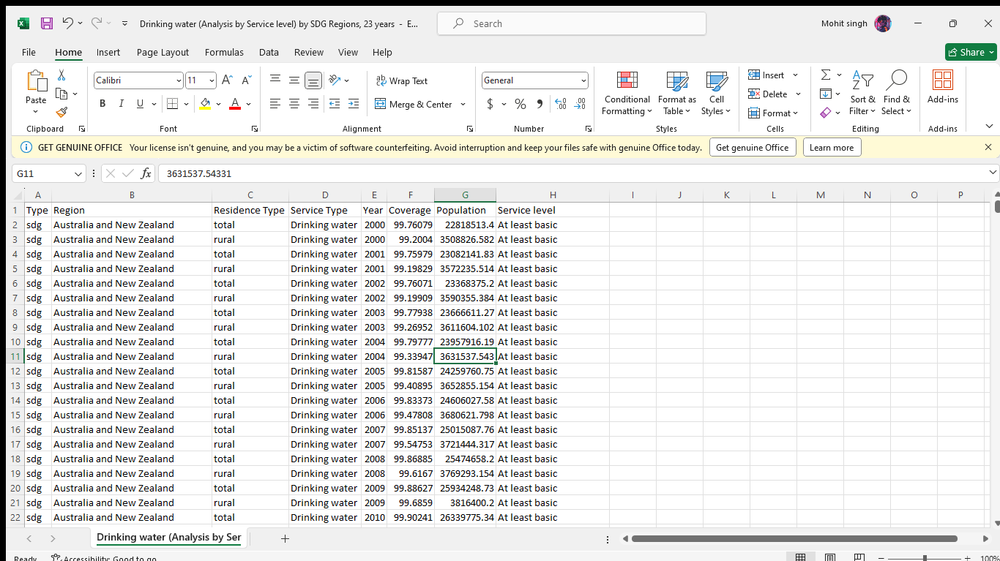 Drinking water (Analysis by Service level) by SDG Regions, 23 years - E...
Search
Mohit singh
File Home Insert Page Layout Formulas Data Review View Help
Share
Paste
Calibri 11
A^ Aˇ
B I U A
ab Wrap Text
Merge & Center
General
$ % 9
Conditional Formatting
Format as Table
Cell Styles
Insert
Delete
Format
Sort & Filter
Find & Select
Add-ins
Clipboard Font Alignment Number Styles Cells Editing Add-ins
GET GENUINE OFFICE Your license isn't genuine, and you may be a victim of software counterfeiting. Avoid interruption and keep your files safe with genuine Office today. Get genuine Office Learn more
G11 fx 3631537.54331
A B C D E F G H I J K L M N O P
1 Type Region Residence Type Service Type Year Coverage Population Service level
2 sdg Australia and New Zealand total Drinking water 2000 99.76079 22818513.4 At least basic
3 sdg Australia and New Zealand rural Drinking water 2000 99.2004 3508826.582 At least basic
4 sdg Australia and New Zealand total Drinking water 2001 99.75979 23082141.83 At least basic
5 sdg Australia and New Zealand rural Drinking water 2001 99.19829 3572235.514 At least basic
6 sdg Australia and New Zealand total Drinking water 2002 99.76071 23368375.2 At least basic
7 sdg Australia and New Zealand rural Drinking water 2002 99.19909 3590355.384 At least basic
8 sdg Australia and New Zealand total Drinking water 2003 99.77938 23666611.27 At least basic
9 sdg Australia and New Zealand rural Drinking water 2003 99.26952 3611604.102 At least basic
10 sdg Australia and New Zealand total Drinking water 2004 99.79777 23957916.19 At least basic
11 sdg Australia and New Zealand rural Drinking water 2004 99.33947 3631537.543 At least basic
12 sdg Australia and New Zealand total Drinking water 2005 99.81587 24259760.75 At least basic
13 sdg Australia and New Zealand rural Drinking water 2005 99.40895 3652855.154 At least basic
14 sdg Australia and New Zealand total Drinking water 2006 99.83373 24606027.58 At least basic
15 sdg Australia and New Zealand rural Drinking water 2006 99.47808 3680621.798 At least basic
16 sdg Australia and New Zealand total Drinking water 2007 99.85137 25015087.76 At least basic
17 sdg Australia and New Zealand rural Drinking water 2007 99.54753 3721444.317 At least basic
18 sdg Australia and New Zealand total Drinking water 2008 99.86885 25474658.2 At least basic
19 sdg Australia and New Zealand rural Drinking water 2008 99.6167 3769293.154 At least basic
20 sdg Australia and New Zealand total Drinking water 2009 99.88627 25934248.73 At least basic
21 sdg Australia and New Zealand rural Drinking water 2009 99.6859 3816400.2 At least basic
22 sdg Australia and New Zealand total Drinking water 2010 99.90241 26339775.34 At least basic
Drinking water (Analysis by Ser
Ready Accessibility: Good to go 100%